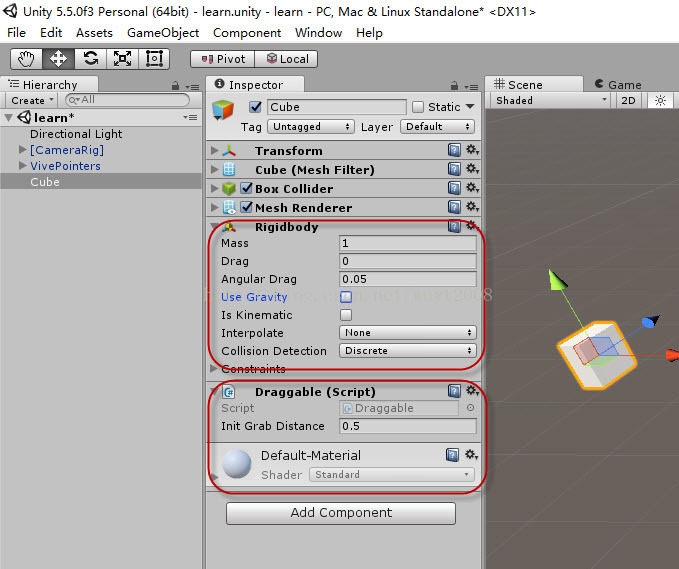 Unity 5.5.0f3 Personal (64bit) - learn.unity - learn - PC, Mac & Linux Standalone* <DX11>
File Edit Assets GameObject Component Window Help
Pivot Local
Hierarchy
Create All
learn*
Directional Light
[CameraRig]
VivePointers
Cube
Inspector
Cube Static
Tag Untagged Layer Default
Transform
Cube (Mesh Filter)
Box Collider
Mesh Renderer
Rigidbody
Mass 1
Drag 0
Angular Drag 0.05
Use Gravity
Is Kinematic
Interpolate None
Collision Detection Discrete
Constraints
Draggable (Script)
Script Draggable
Init Grab Distance 0.5
Default-Material
Shader Standard
Add Component
Scene Game
Shaded 2D